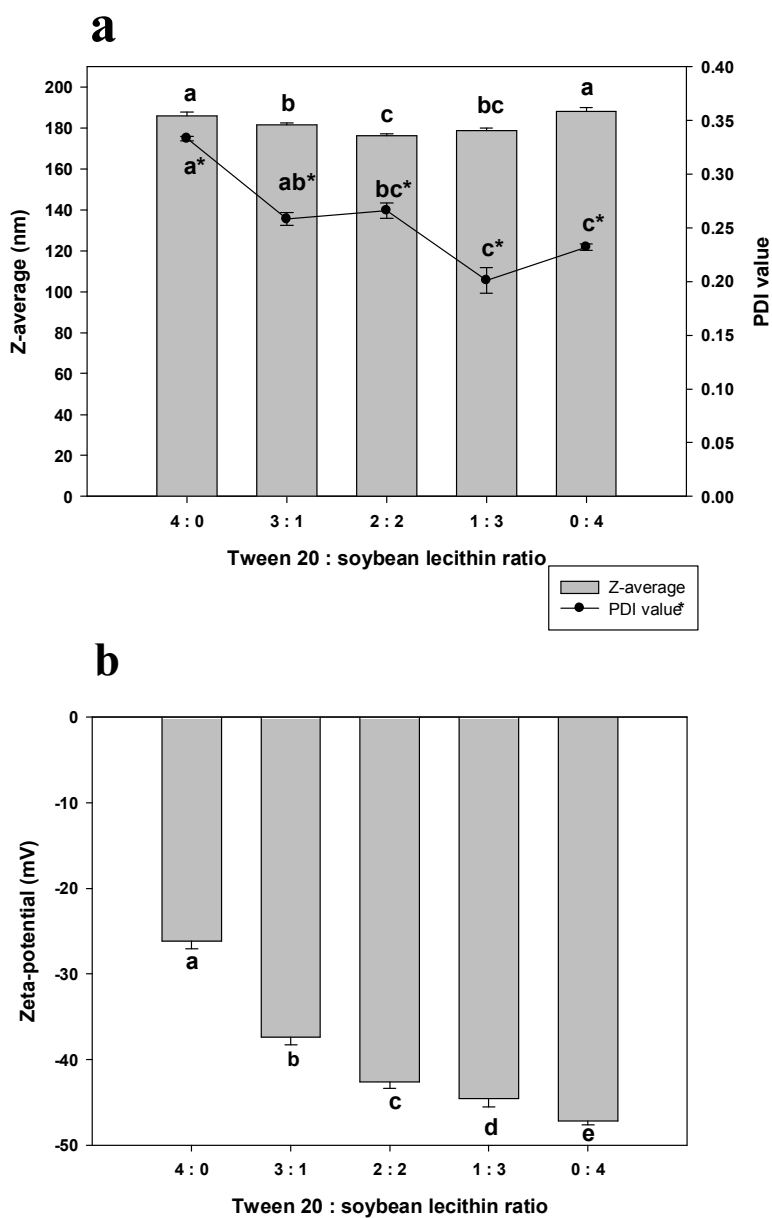 a
200
180
160
140
120
100
80
60
40
20
0
Z-average (nm)
0.40
0.35
0.30
0.25
0.20
0.15
0.10
0.05
0.00
PDI value
a
b
c
bc
a
a*
ab*
bc*
c*
c*
4 : 0
3 : 1
2 : 2
1 : 3
0 : 4
Tween 20 : soybean lecithin ratio
Z-average
PDI value*
b
0
-10
-20
-30
-40
-50
Zeta-potential (mV)
a
b
c
d
e
4 : 0
3 : 1
2 : 2
1 : 3
0 : 4
Tween 20 : soybean lecithin ratio